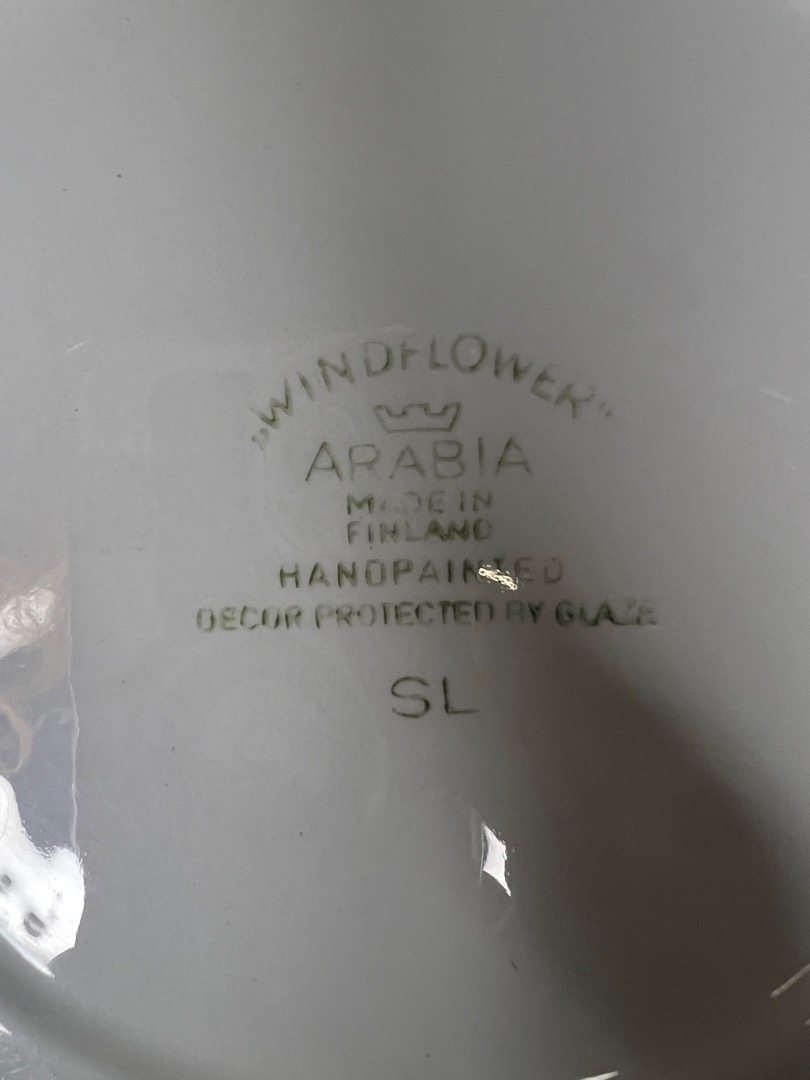 „WINDFLOWER“
ARABIA
MADE IN
FINLAND
HANDPAINTED
DECOR PROTECTED BY GLAZE
SL